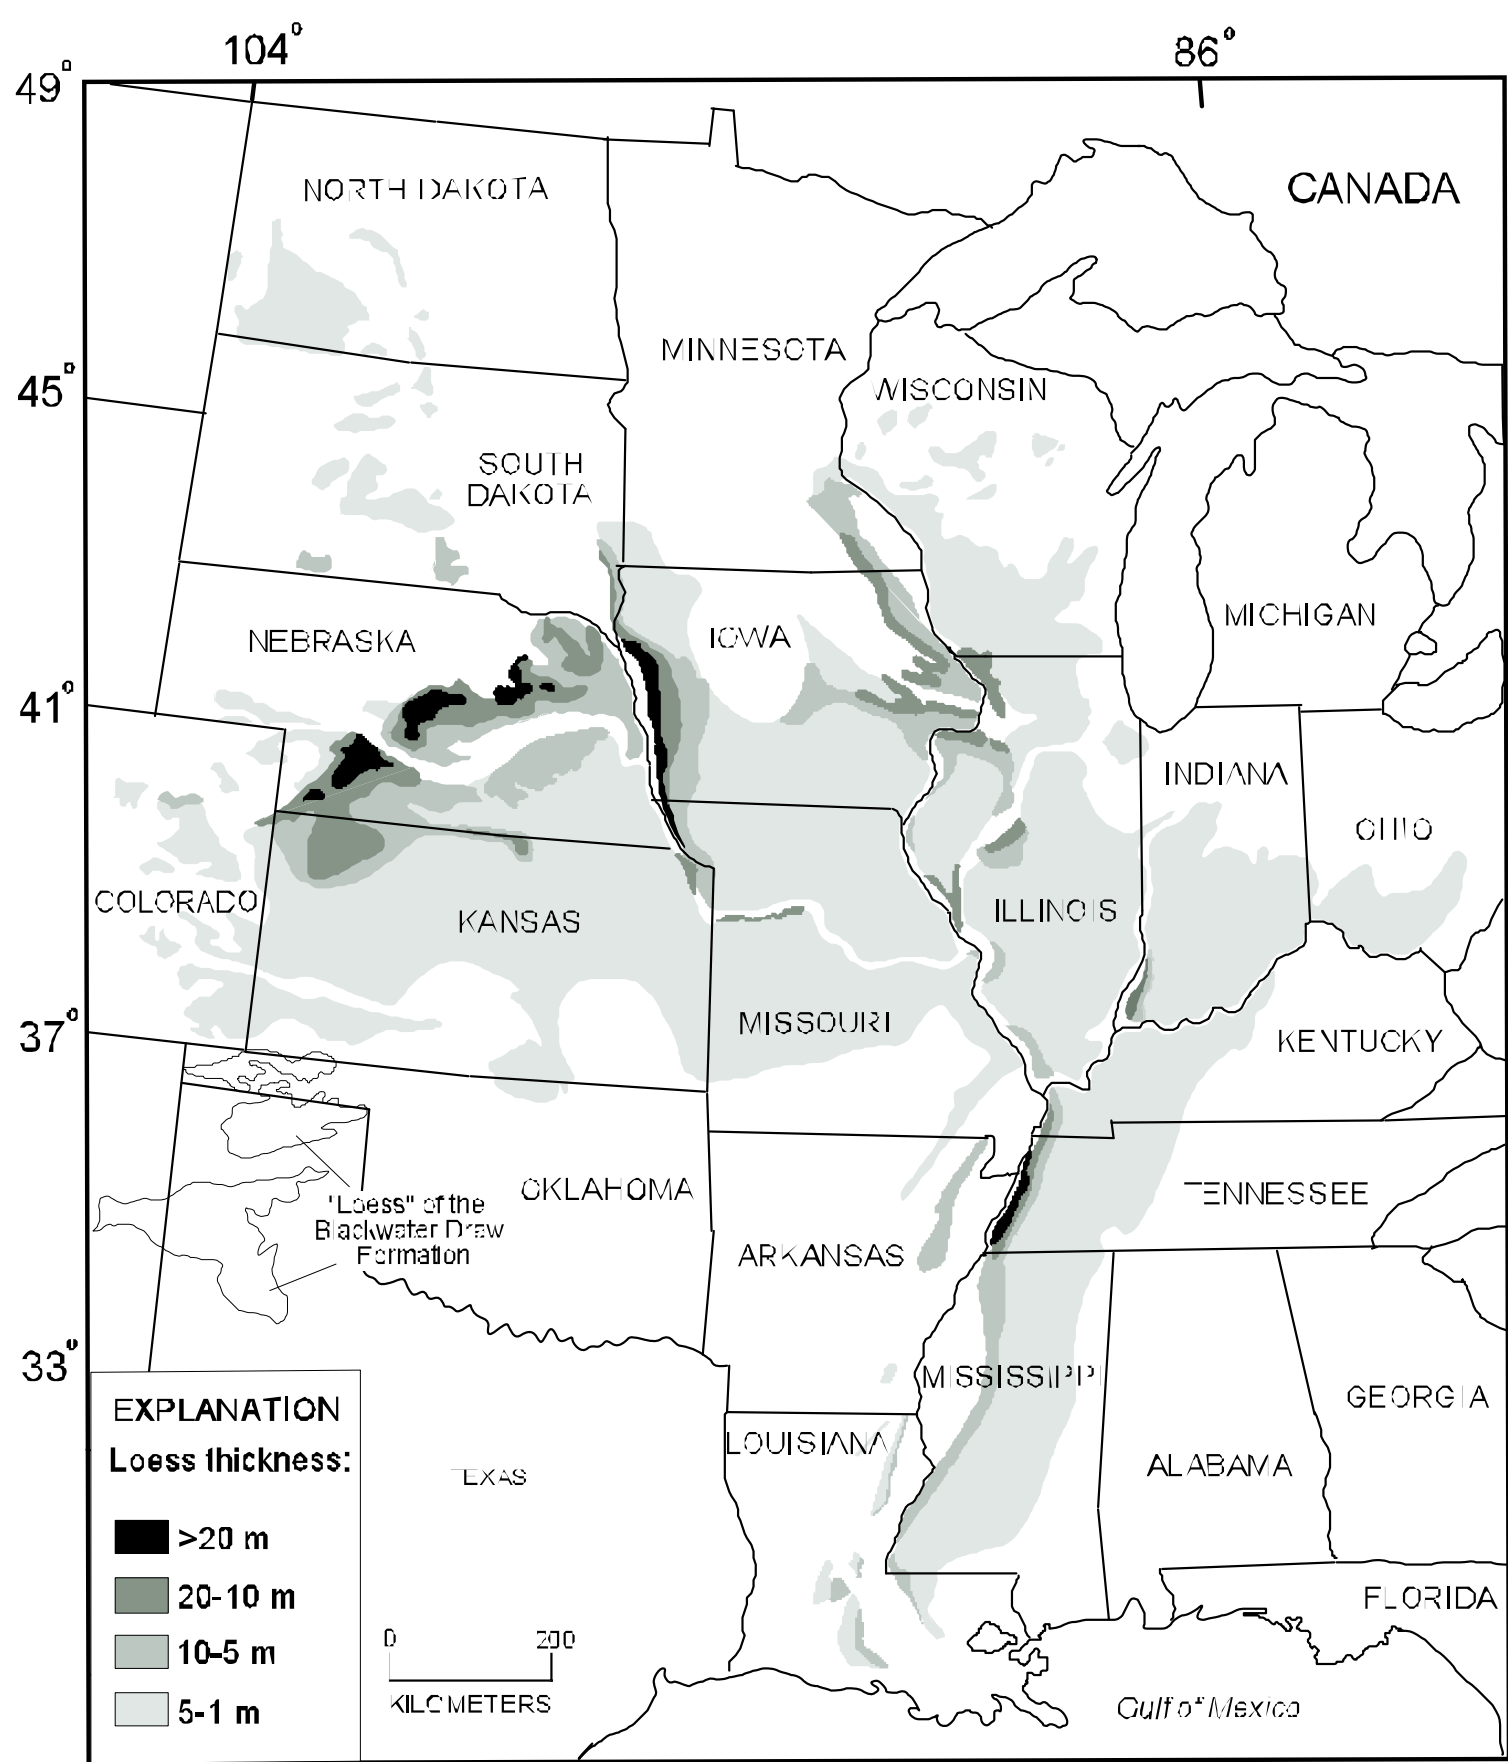 104°
86°
49°
CANADA
NORTH DAKOTA
MINNESOTA
45°
WISCONSIN
SOUTH
DAKOTA
MICHIGAN
NEBRASKA
IOWA
41°
INDIANA
OHIO
COLORADO
KANSAS
ILLINOIS
37°
MISSOURI
KENTUCKY
OKLAHOMA
TENNESSEE
"Loess" of the
Blackwater Draw
Formation
ARKANSAS
33°
MISSISSIPPI
GEORGIA
LOUISIANA
ALABAMA
TEXAS
FLORIDA
EXPLANATION
Loess thickness:
>20 m
20-10 m
10-5 m
5-1 m
0 200
KILOMETERS
Gulf of Mexico